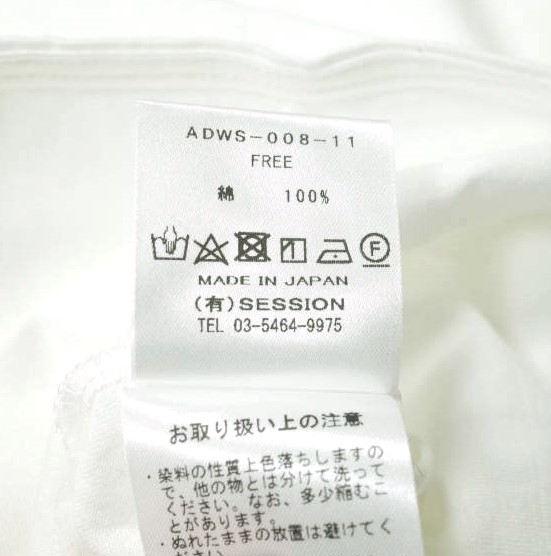 ADWS-008-11
FREE
綿 100%
F
MADE IN JAPAN
(有)SESSION
TEL 03-5464-9975
お取り扱い上の注意
・染料の性質上色落ちしますの
で、他の物とは分けて洗って
ください。なお、多少縮むこ
とがあります。
・ぬれたままの放置は避けてく
ださい。